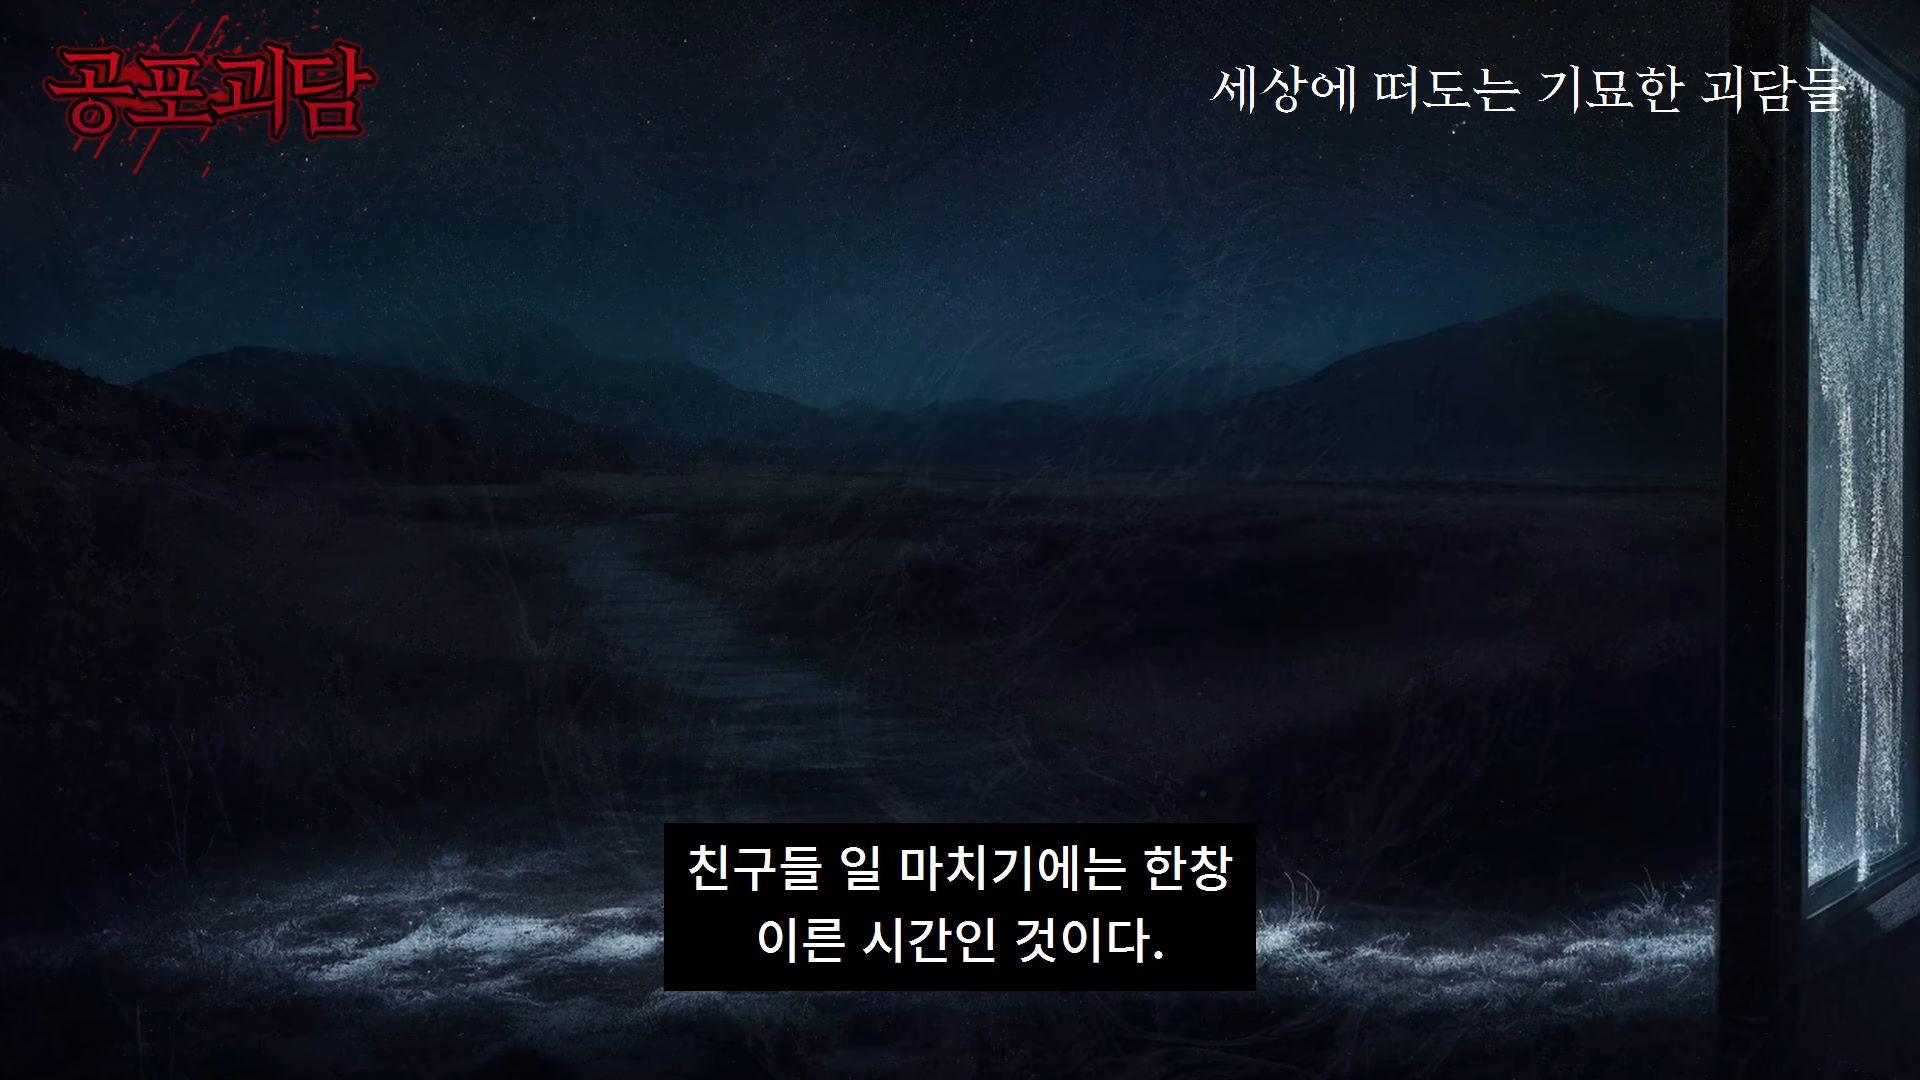 공포괴담
세상에 떠도는 기묘한 괴담들
친구들 일 마치기에는 한창
이른 시간인 것이다.